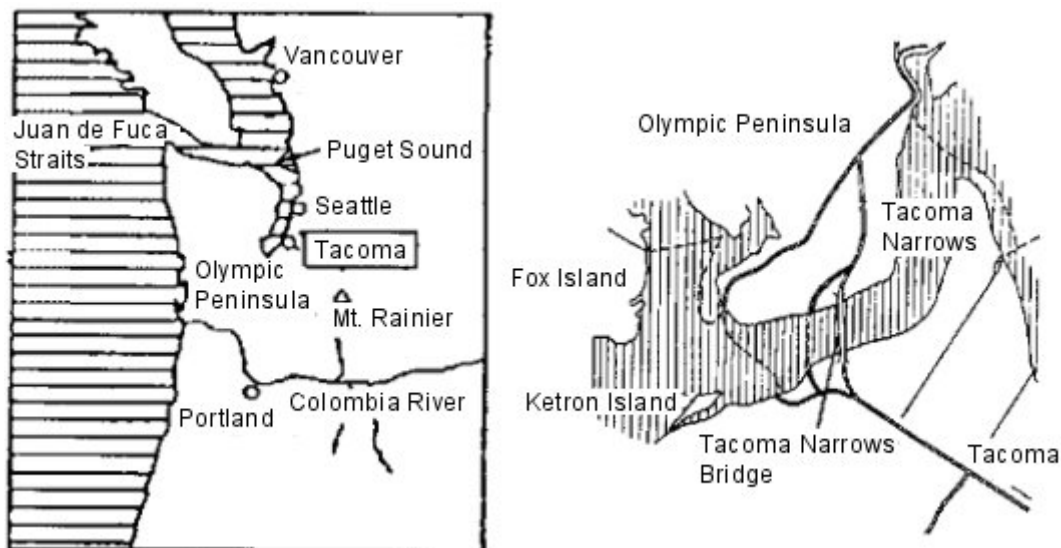 Vancouver
Juan de Fuca
Straits
Puget Sound
Seattle
Tacoma
Olympic
Peninsula
Mt. Rainier
Portland
Colombia River
Olympic Peninsula
Tacoma
Narrows
Fox Island
Ketron Island
Tacoma Narrows
Bridge
Tacoma